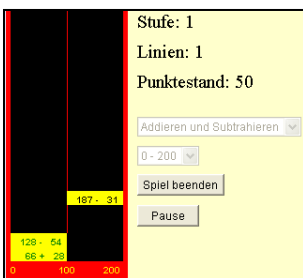 Stufe: 1
Linien: 1
Punktestand: 50
Addieren und Subtrahieren
0 - 200
Spiel beenden
Pause
187 - 31
128 - 54
66 + 28
0 100 200